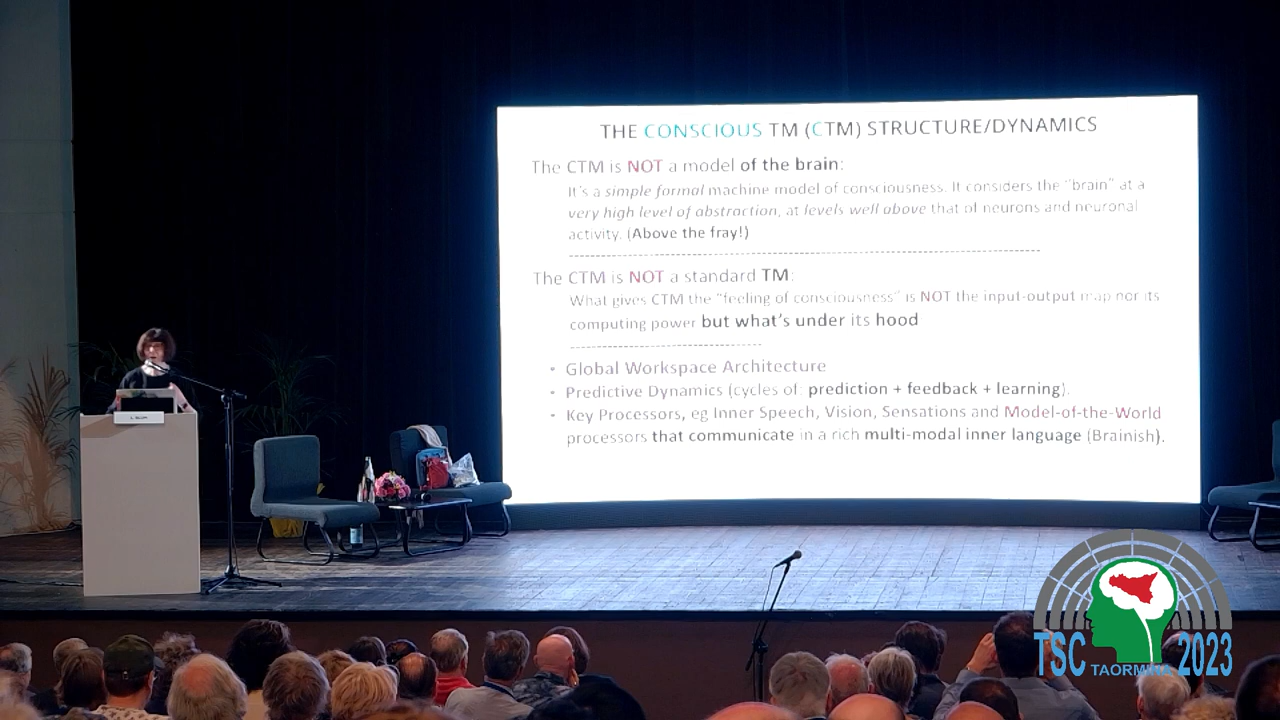 THE CONSCIOUS TM (CTM) STRUCTURE/DYNAMICS
The CTM is NOT a model of the brain:
It's a simple formal machine model of consciousness. It considers the "brain" at a
very high level of abstraction, at levels well above that of neurons and neuronal
activity. (Above the fray!)
The CTM is NOT a standard TM:
What gives CTM the "feeling of consciousness" is NOT the input-output map nor its
computing power but what's under its hood
• Global Workspace Architecture
• Predictive Dynamics (cycles of: prediction + feedback + learning).
• Key Processors, eg Inner Speech, Vision, Sensations and Model-of-the-World
processors that communicate in a rich multi-modal inner language (Brainish).
TSC TAORMINA 2023